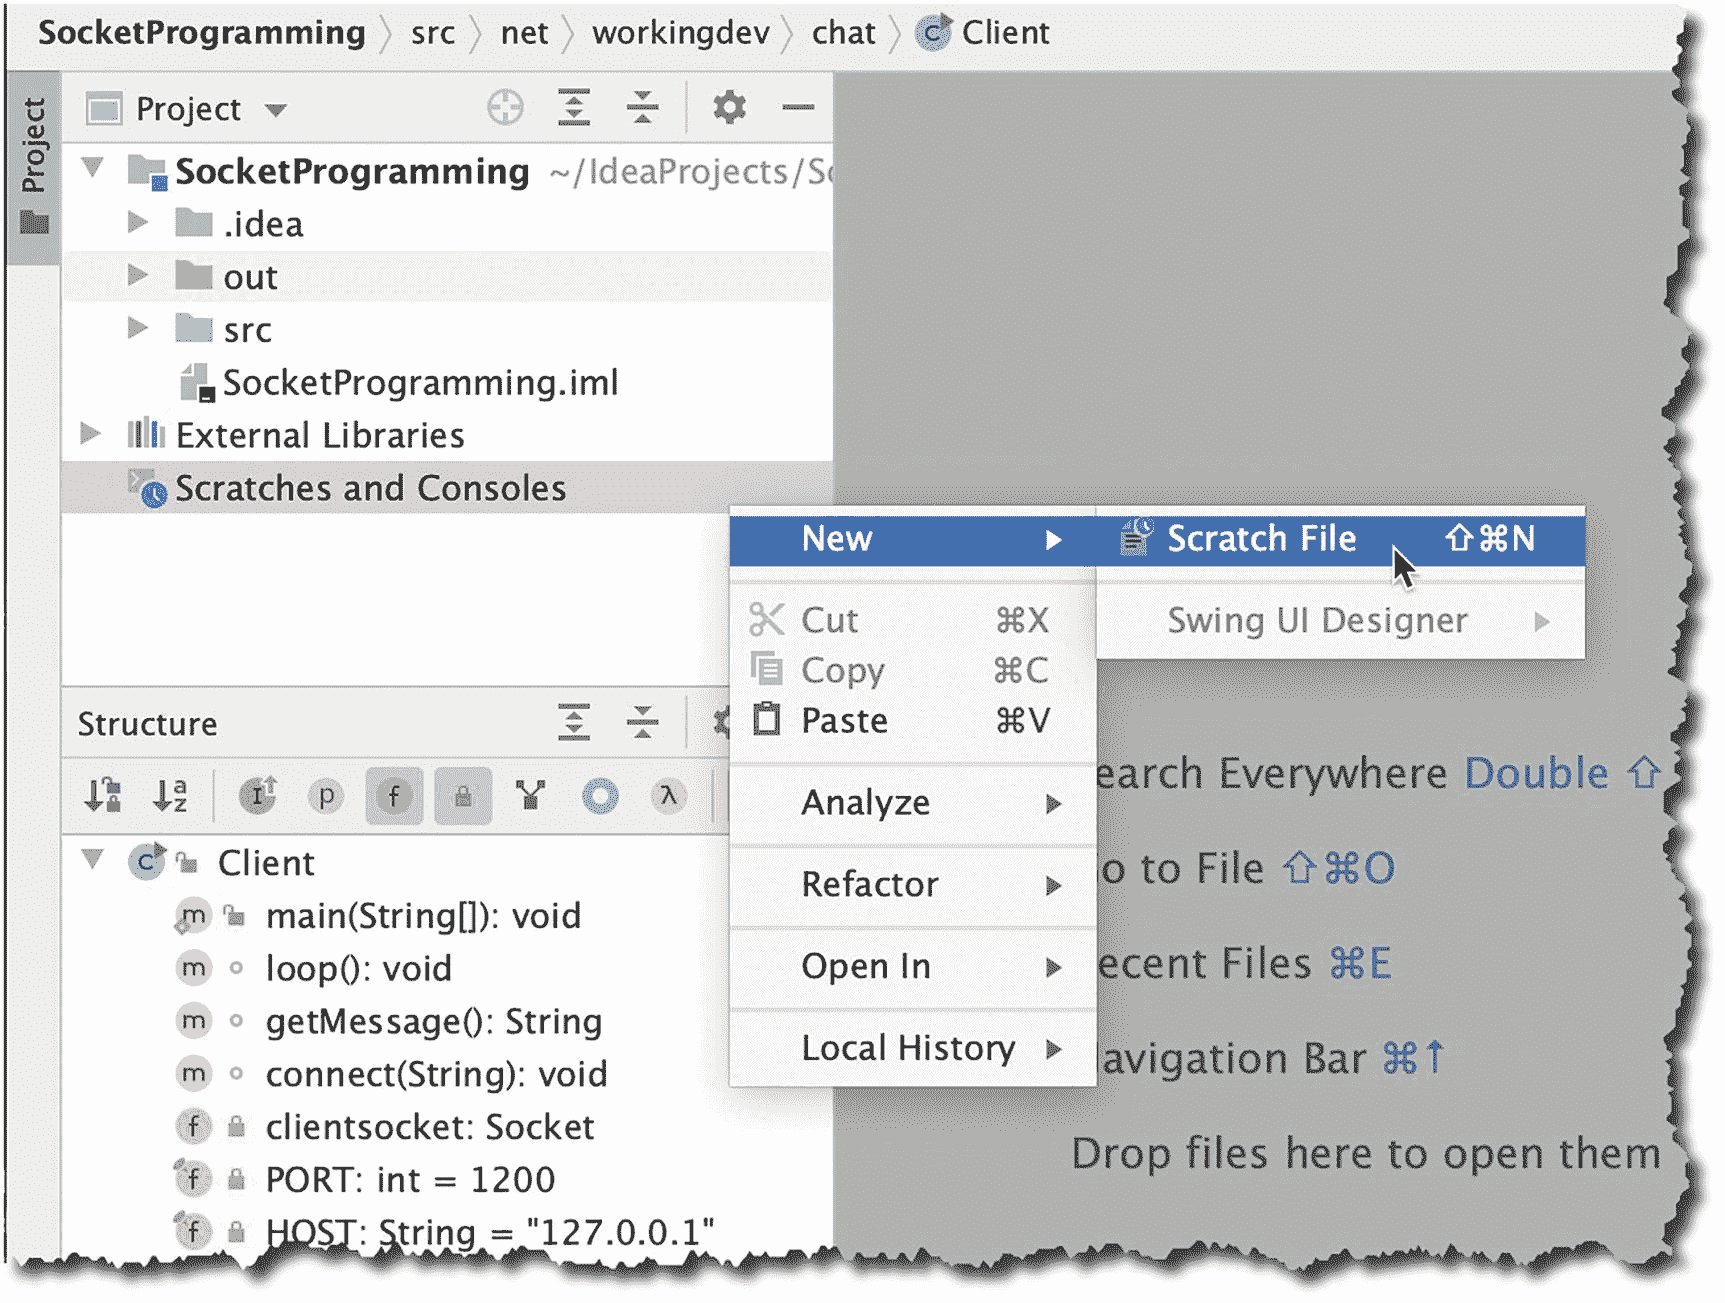 SocketProgramming src net workingdev chat Client
Project
Project
SocketProgramming ~/IdeaProjects/So
.idea
out
src
SocketProgramming.iml
External Libraries
Scratches and Consoles
New
Scratch File ⇧⌘N
Cut ⌘X
Swing UI Designer
Copy ⌘C
Paste ⌘V
Analyze
Refactor
Open In
Local History
earch Everywhere Double ⇧
o to File ⇧⌘O
ecent Files ⌘E
avigation Bar ⌘↑
Drop files here to open them
Structure
a
z
I p f λ
C Client
m main(String[]): void
m loop(): void
m getMessage(): String
m connect(String): void
f clientsocket: Socket
f PORT: int = 1200
f HOST: String = "127.0.0.1"